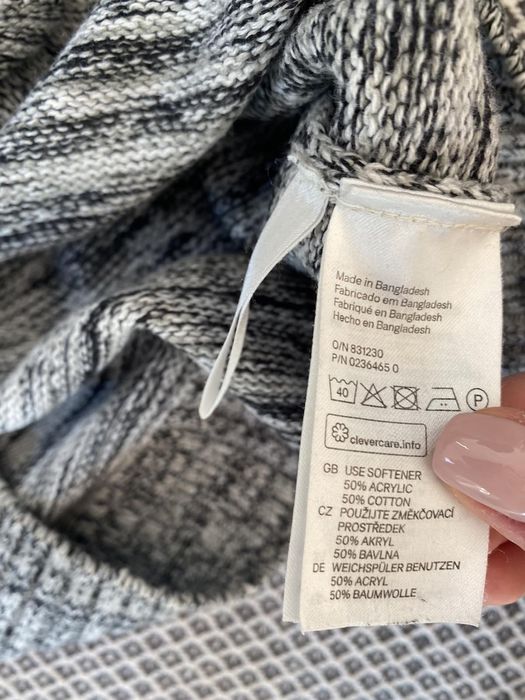 Made in Bangladesh
Fabricado em Bangladesh
Fabriqué en Bangladesh
Hecho en Bangladesh
O/N 831230
P/N 0236465 0
40 P
clevercare.info
GB USE SOFTENER
50% ACRYLIC
50% COTTON
CZ POUŽIJTE ZMĚKČOVACÍ
PROSTŘEDEK
50% AKRYL
50% BAVLNA
DE WEICHSPÜLER BENUTZEN
50% ACRYL
50% BAUMWOLLE